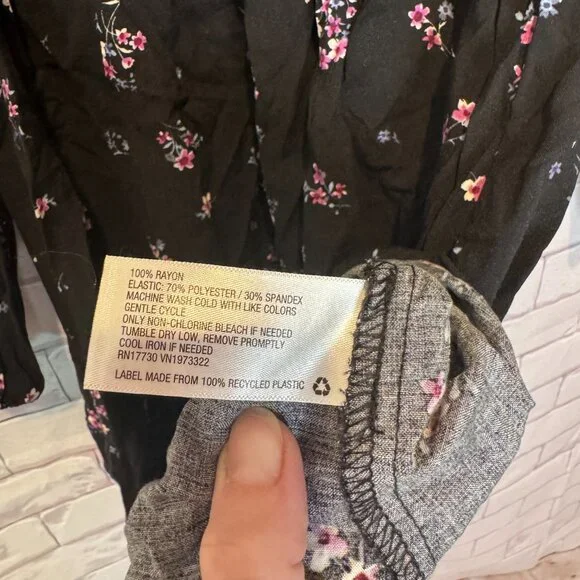 100% RAYON
ELASTIC: 70% POLYESTER / 30% SPANDEX
MACHINE WASH COLD WITH LIKE COLORS
GENTLE CYCLE
ONLY NON-CHLORINE BLEACH IF NEEDED
TUMBLE DRY LOW, REMOVE PROMPTLY
COOL IRON IF NEEDED
RN17730 VN1973322
LABEL MADE FROM 100% RECYCLED PLASTIC